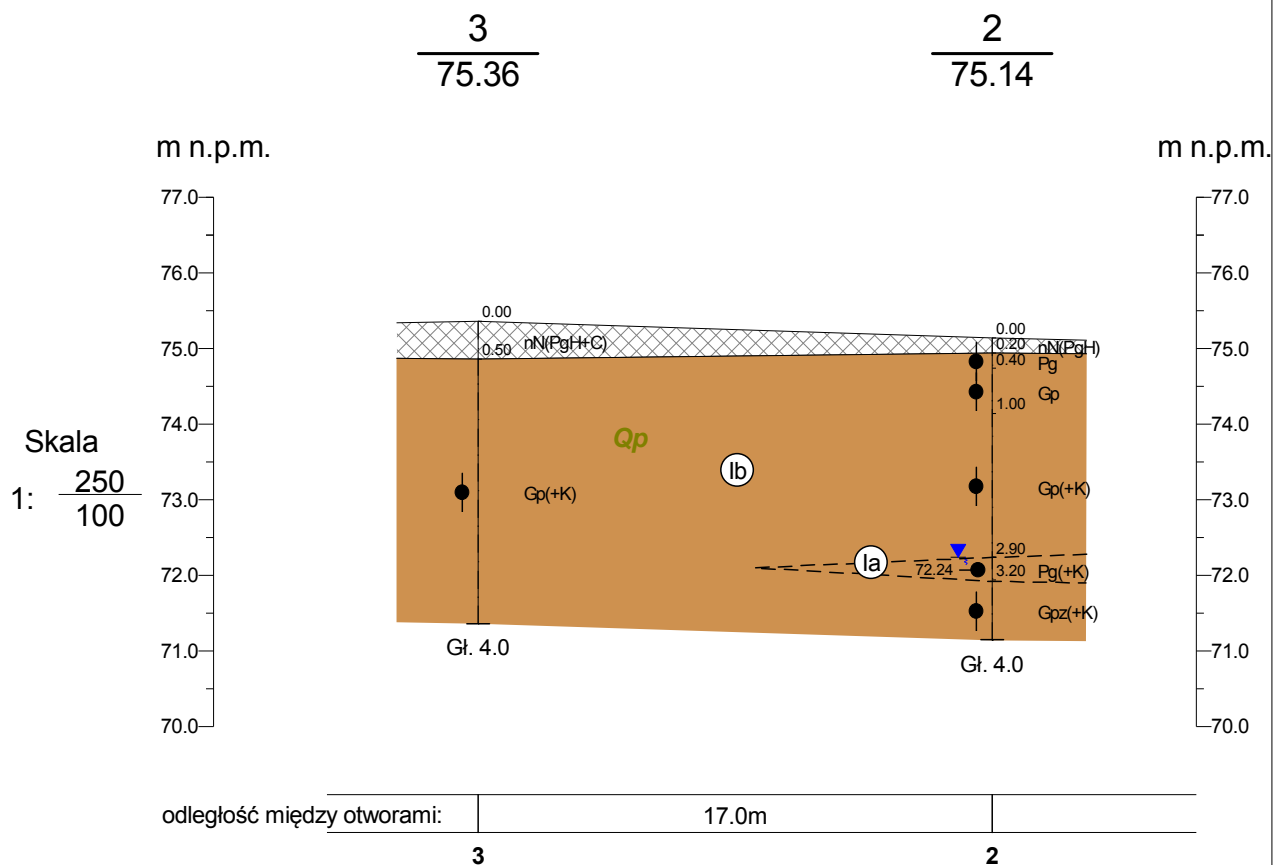 3
75.36
2
75.14
m n.p.m.
m n.p.m.
77.0
77.0
76.0
76.0
0.00
0.00
nN(PgH+C)
0.20
nN(PgH)
75.0
0.50
75.0
0.40
Pg
Gp
1.00
74.0
74.0
Qp
Skala
1: 250
100
Ib
73.0
Gp(+K)
Gp(+K)
73.0
2.90
Ia
72.24
3.20
Pg(+K)
72.0
72.0
Gpz(+K)
71.0
Gł. 4.0
Gł. 4.0
71.0
70.0
70.0
odległość między otworami:
17.0m
3
2